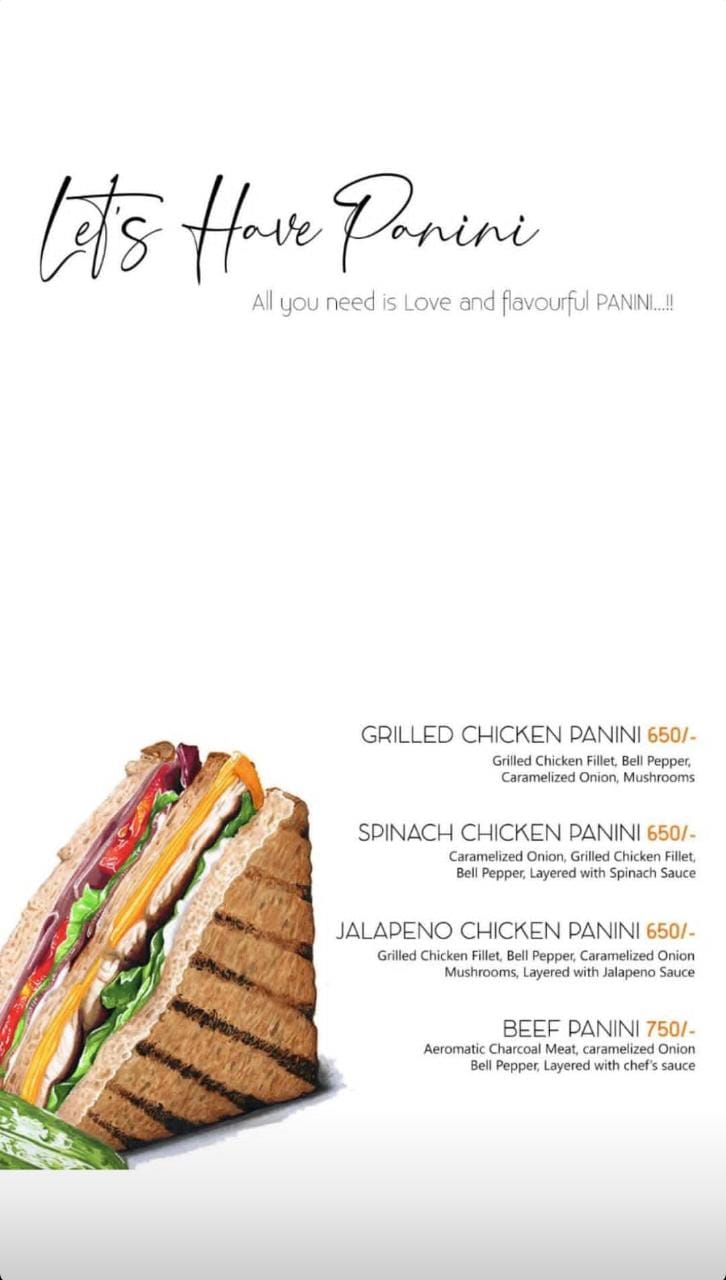 Let's Have Panini
All you need is Love and flavourful PANINI...!!
GRILLED CHICKEN PANINI 650/-
Grilled Chicken Fillet, Bell Pepper,
Caramelized Onion, Mushrooms
SPINACH CHICKEN PANINI 650/-
Caramelized Onion, Grilled Chicken Fillet,
Bell Pepper, Layered with Spinach Sauce
JALAPENO CHICKEN PANINI 650/-
Grilled Chicken Fillet, Bell Pepper, Caramelized Onion
Mushrooms, Layered with Jalapeno Sauce
BEEF PANINI 750/-
Aeromatic Charcoal Meat, caramelized Onion
Bell Pepper, Layered with chef's sauce